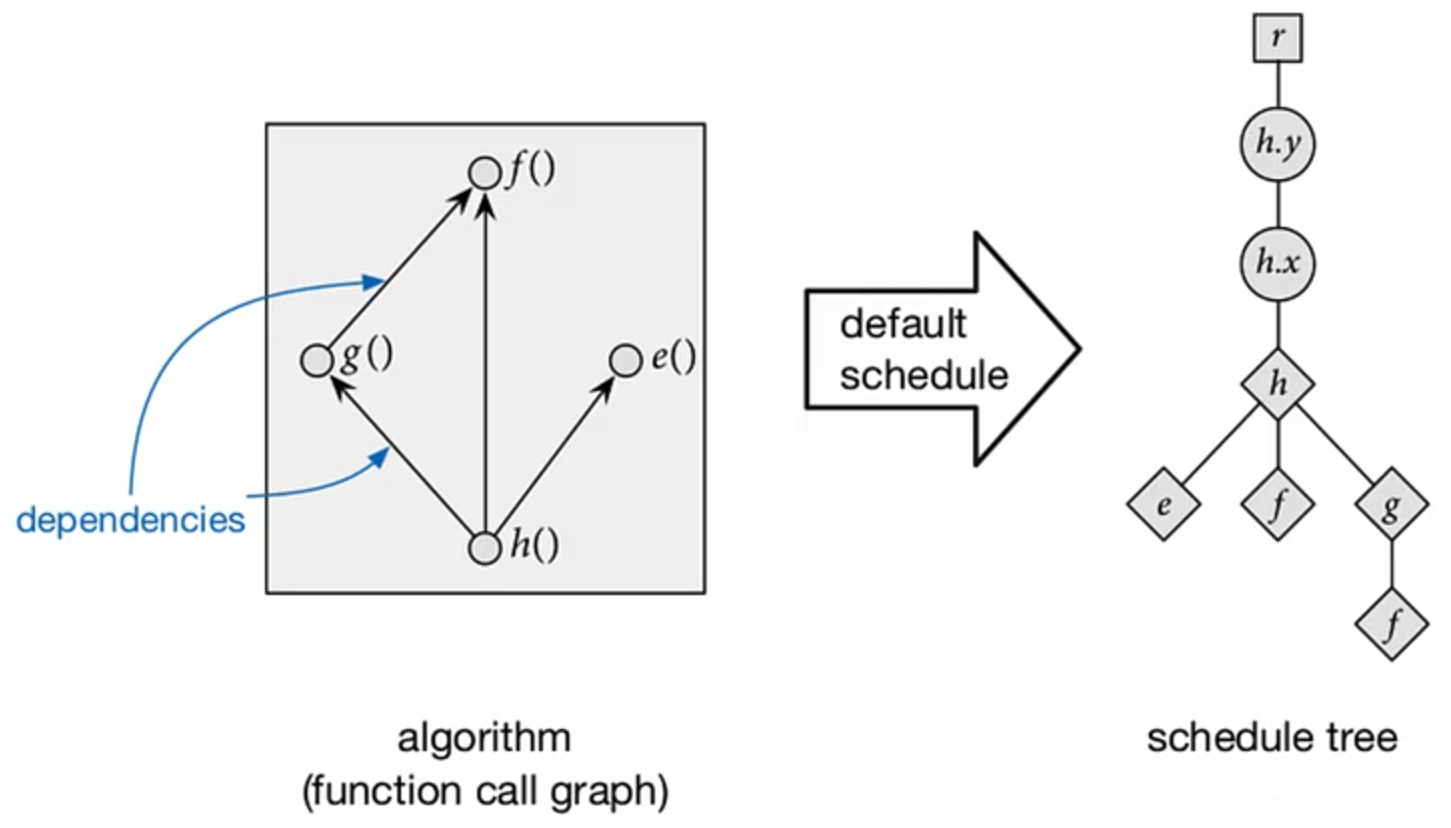 f()
g()
e()
dependencies
h()
algorithm
(function call graph)
default
schedule
r
h.y
h.x
h
e
f
g
f
schedule tree